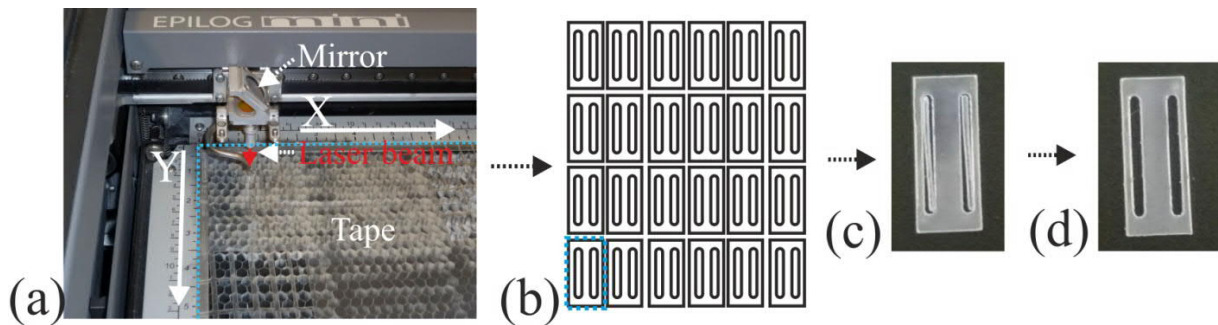 EPILOG mini
Mirror
X
Laser beam
Y
Tape
(a)
(b)
(c)
(d)